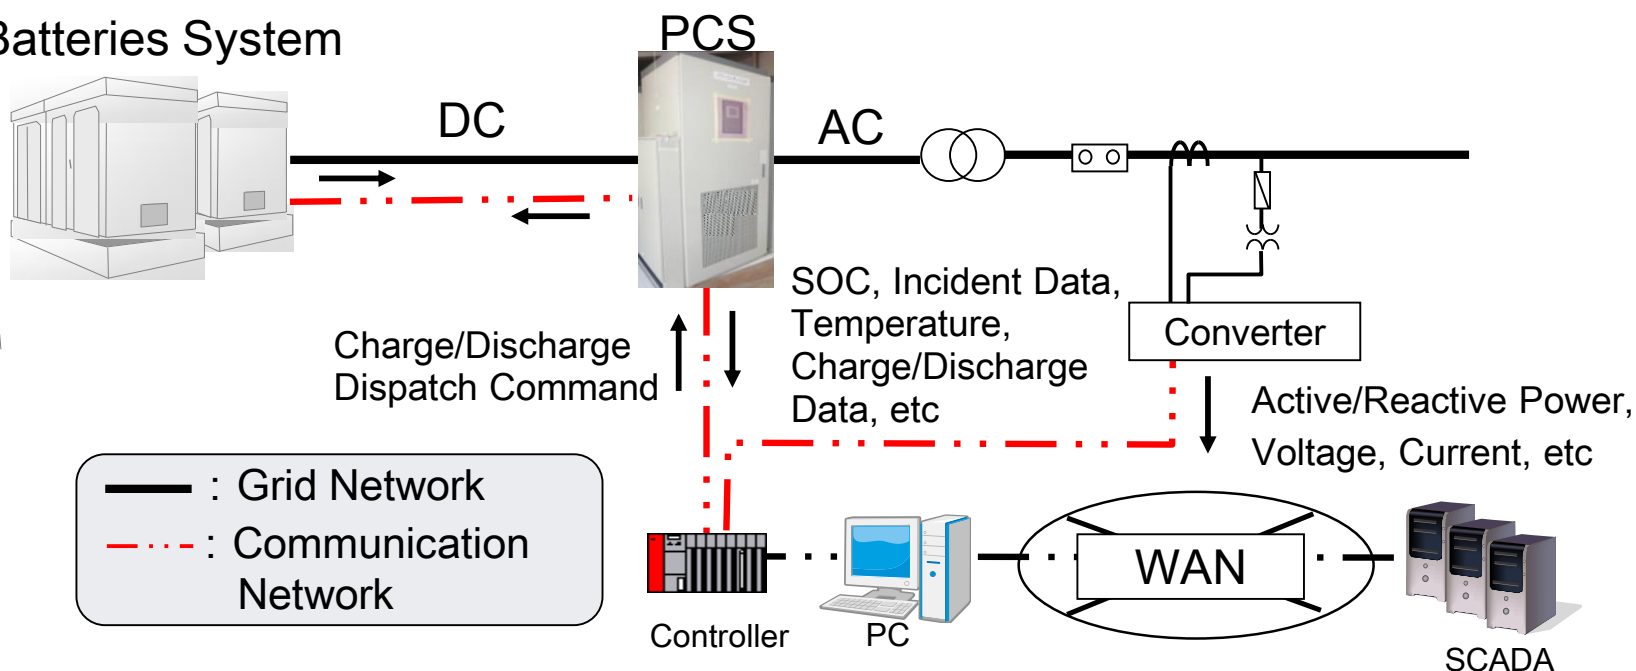 Batteries System
PCS
DC
AC
SOC, Incident Data,
Temperature,
Charge/Discharge
Data, etc
Charge/Discharge
Dispatch Command
Converter
Active/Reactive Power,
Voltage, Current, etc
: Grid Network
: Communication
Network
WAN
Controller
PC
SCADA